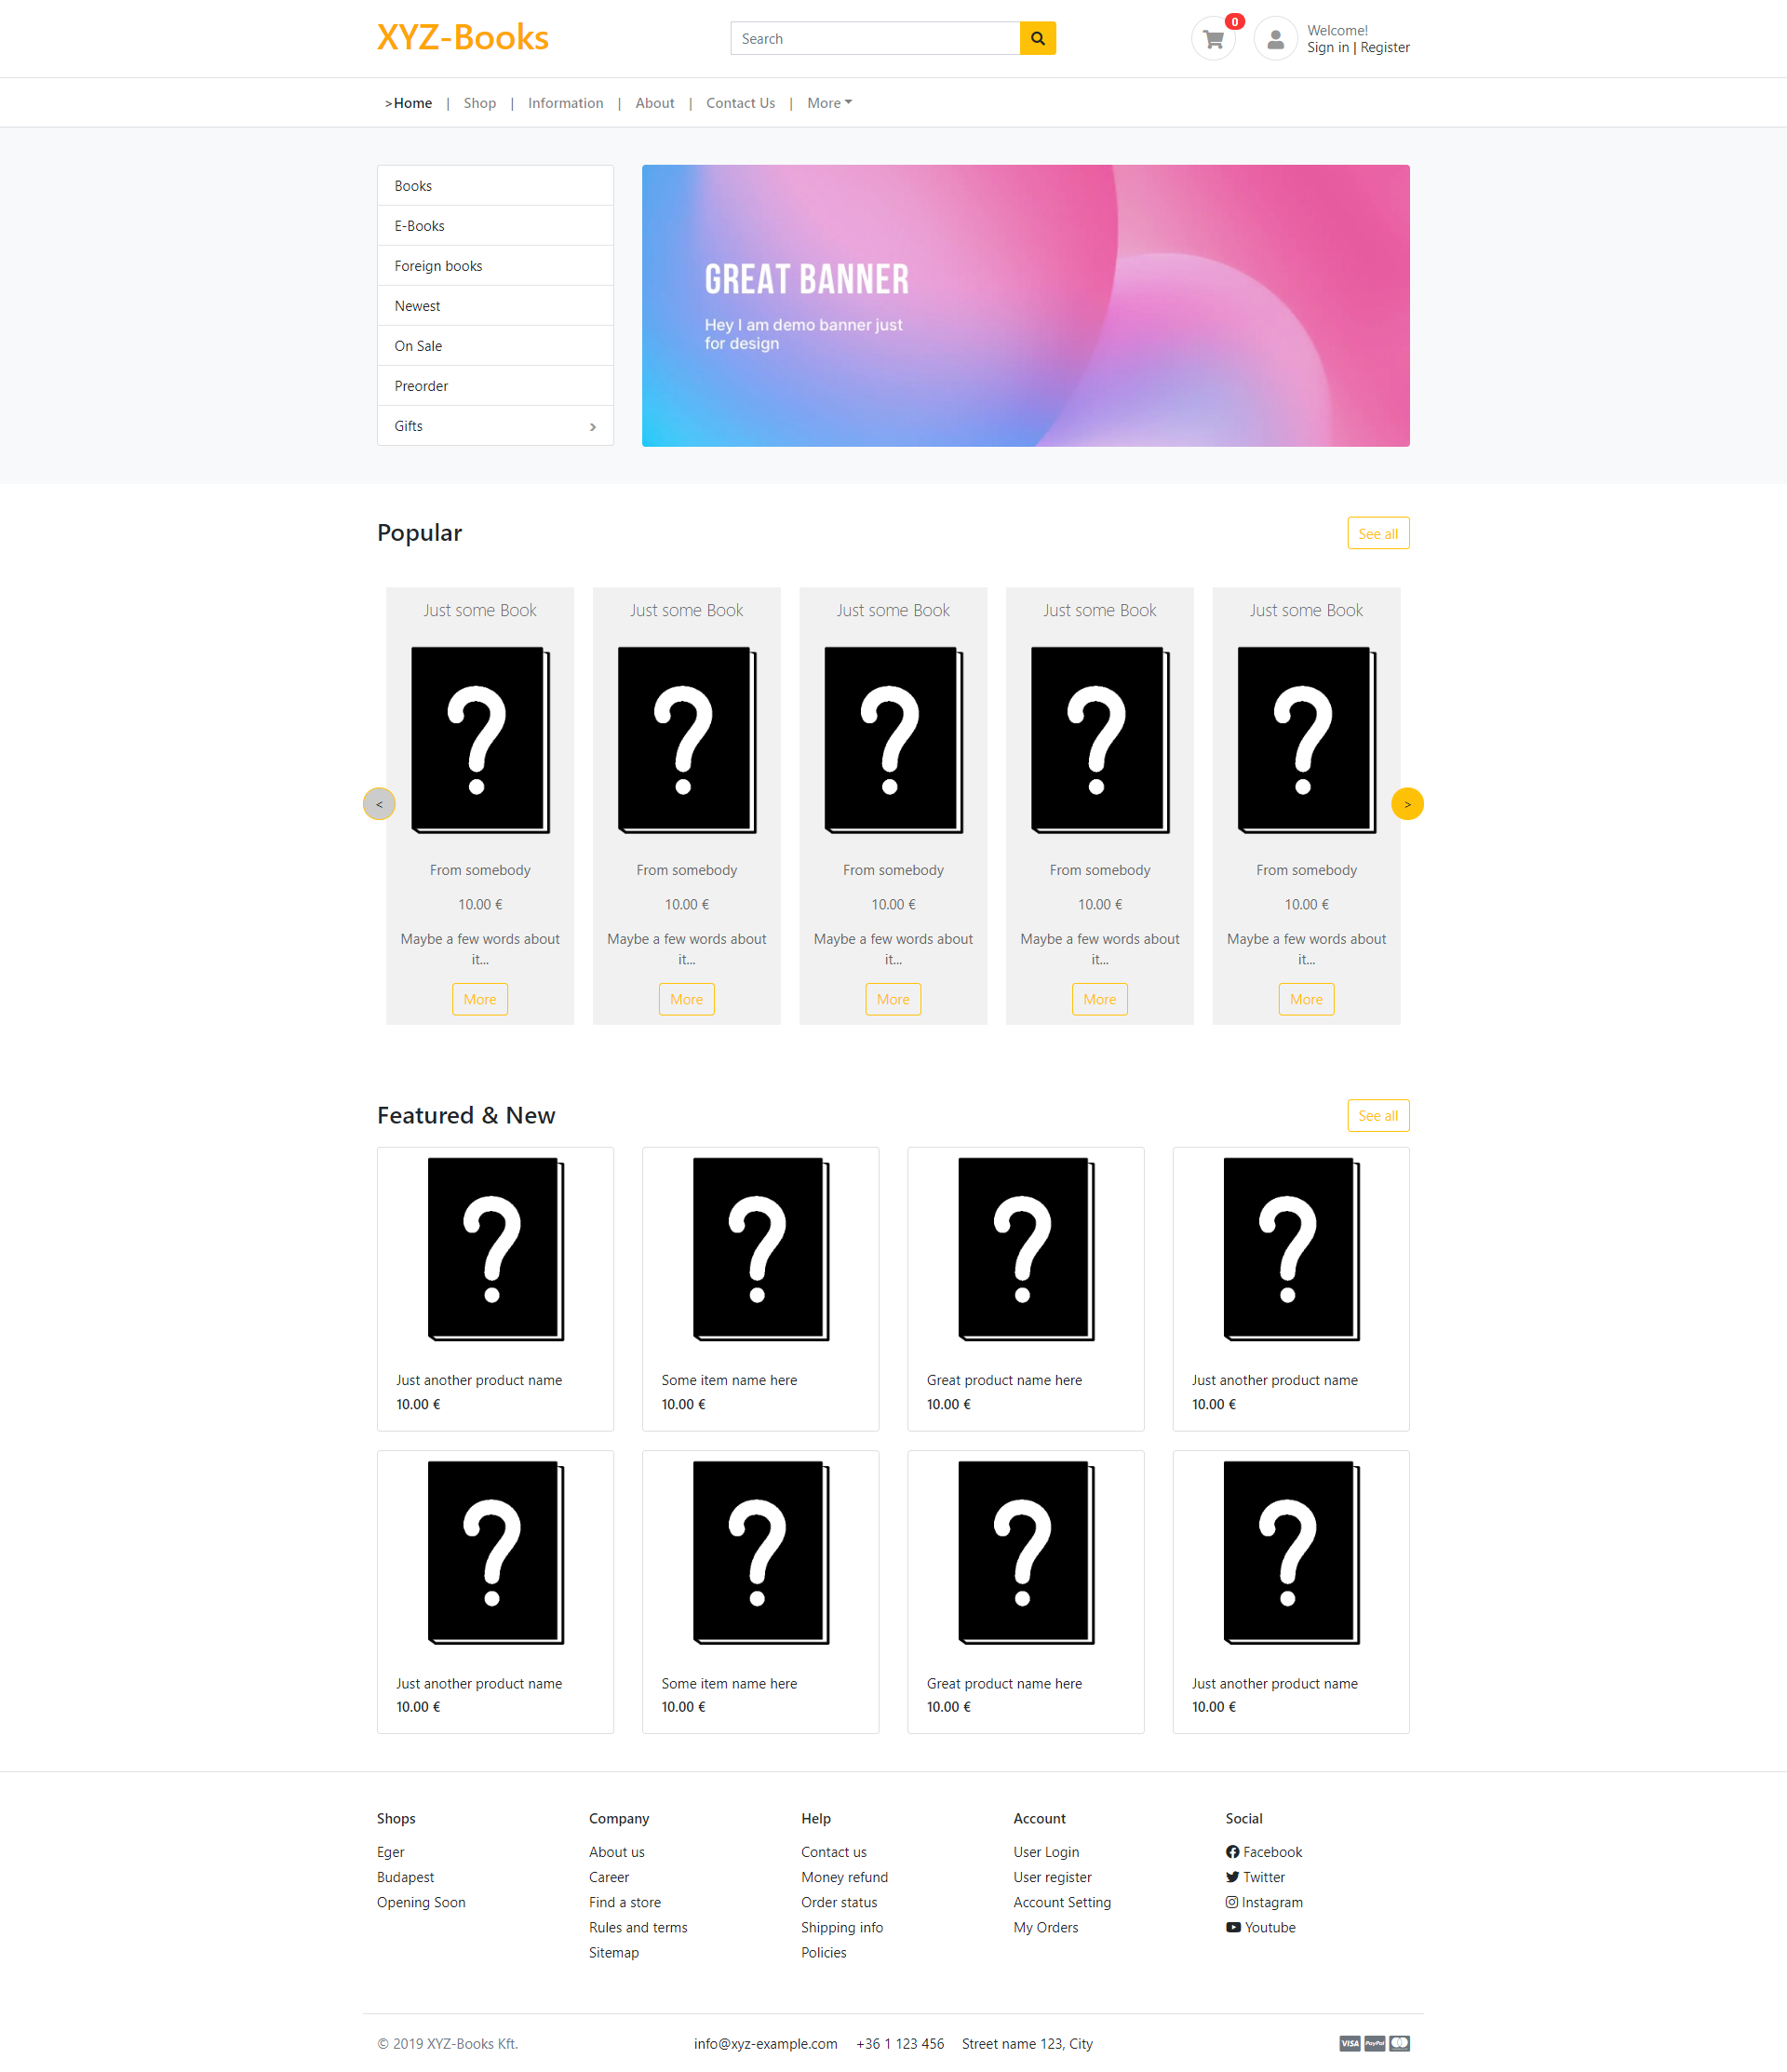 XYZ-Books
Search
0
Welcome!
Sign in | Register
>Home | Shop | Information | About | Contact Us | More
Books
E-Books
Foreign books
Newest
On Sale
Preorder
Gifts
GREAT BANNER
Hey I am demo banner just
for design
Popular
See all
Just some Book
?
From somebody
10.00 €
Maybe a few words about
it...
More
Just some Book
?
From somebody
10.00 €
Maybe a few words about
it...
More
Just some Book
?
From somebody
10.00 €
Maybe a few words about
it...
More
Just some Book
?
From somebody
10.00 €
Maybe a few words about
it...
More
Just some Book
?
From somebody
10.00 €
Maybe a few words about
it...
More
<
>
Featured & New
See all
?
Just another product name
10.00 €
?
Some item name here
10.00 €
?
Great product name here
10.00 €
?
Just another product name
10.00 €
?
Just another product name
10.00 €
?
Some item name here
10.00 €
?
Great product name here
10.00 €
?
Just another product name
10.00 €
Shops
Eger
Budapest
Opening Soon
Company
About us
Career
Find a store
Rules and terms
Sitemap
Help
Contact us
Money refund
Order status
Shipping info
Policies
Account
User Login
User register
Account Setting
My Orders
Social
Facebook
Twitter
Instagram
Youtube
© 2019 XYZ-Books Kft.
info@xyz-example.com +36 1 123 456 Street name 123, City
VISA PayPal